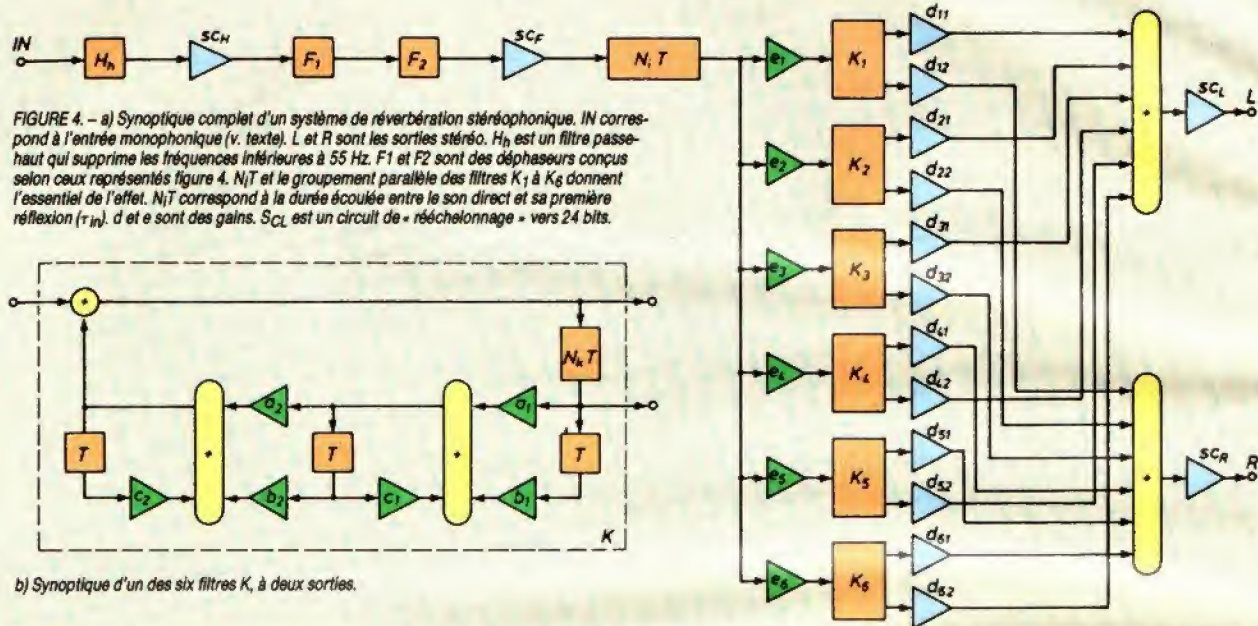 IN
Hh
SCH
F1
F2
SCF
NiT
FIGURE 4. – a) Synoptique complet d'un système de réverbération stéréophonique. IN corres-
pond à l'entrée monophonique (v. texte). L et R sont les sorties stéréo. Hh est un filtre passe-
haut qui supprime les fréquences inférieures à 55 Hz. F1 et F2 sont des déphaseurs conçus
selon ceux représentés figure 4. NiT et le groupement parallèle des filtres K1 à K6 donnent
l'essentiel de l'effet. NiT correspond à la durée écoulée entre le son direct et sa première
réflexion (τin). d et e sont des gains. SCL est un circuit de « rééchelonnage » vers 24 bits.
e1
K1
d11
d12
e2
K2
d21
d22
e3
K3
d31
d32
e4
K4
d41
d42
e5
K5
d51
d52
e6
K6
d61
d62
+
SCL
L
+
SCR
R
+
NkT
a2
+
a1
T
T
T
c2
+
b2
c1
b1
K
b) Synoptique d'un des six filtres K, à deux sorties.